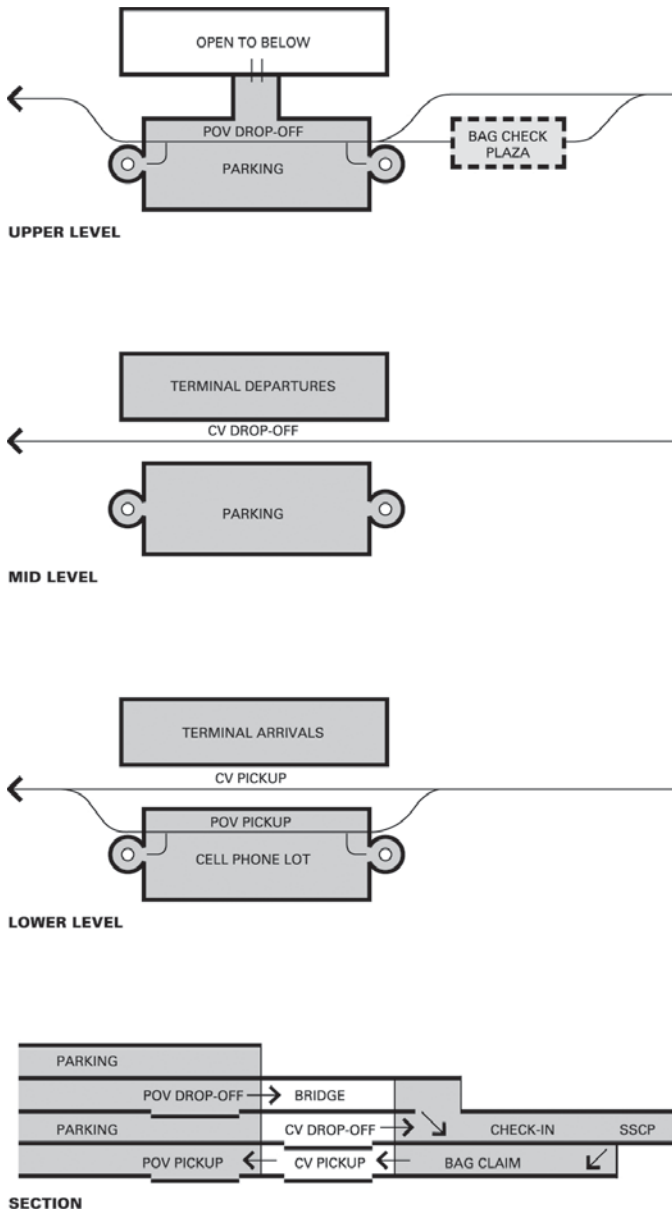 OPEN TO BELOW
POV DROP-OFF
BAG CHECK
PLAZA
PARKING
UPPER LEVEL
TERMINAL DEPARTURES
CV DROP-OFF
PARKING
MID LEVEL
TERMINAL ARRIVALS
CV PICKUP
POV PICKUP
CELL PHONE LOT
LOWER LEVEL
PARKING
POV DROP-OFF BRIDGE
PARKING CV DROP-OFF CHECK-IN SSCP
POV PICKUP CV PICKUP BAG CLAIM
SECTION